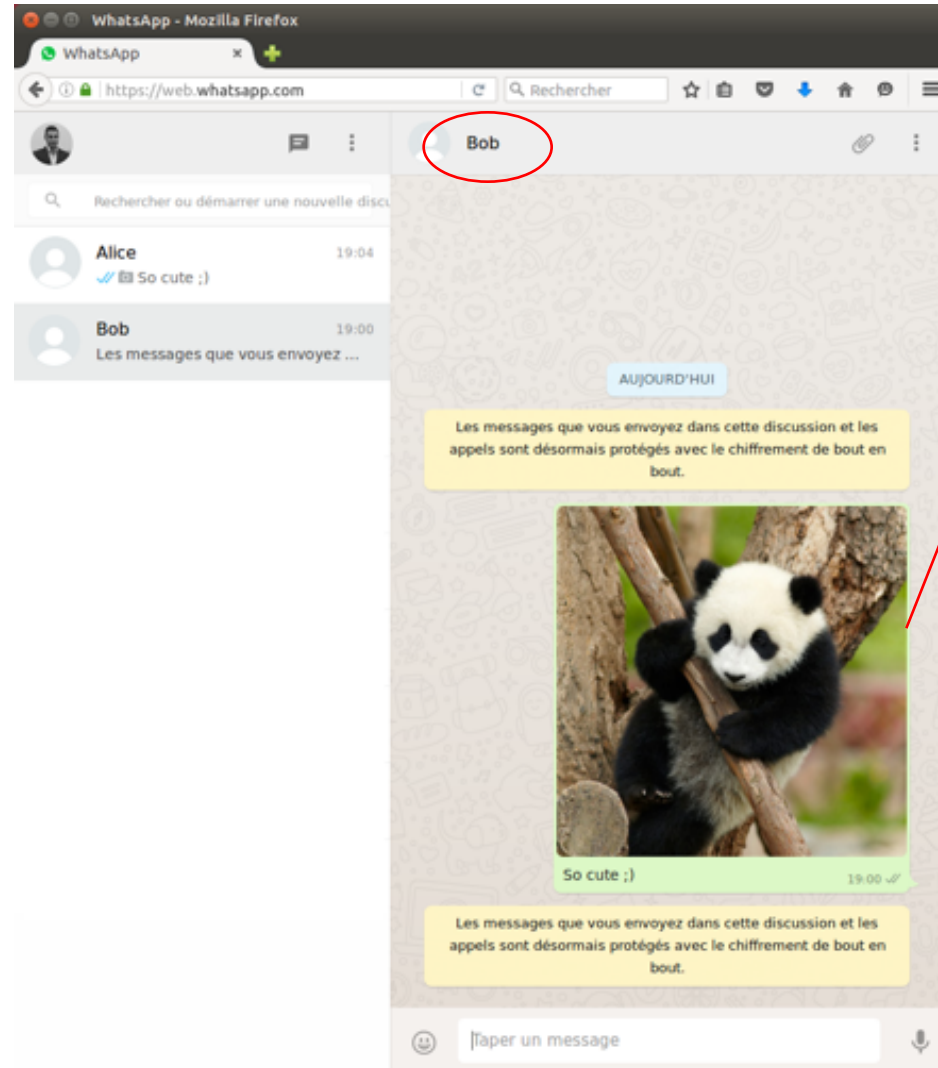 WhatsApp - Mozilla Firefox
WhatsApp
https://web.whatsapp.com
Rechercher
Bob
Rechercher ou démarrer une nouvelle discu
Alice 19:04
So cute ;)
Bob 19:00
Les messages que vous envoyez ...
AUJOURD'HUI
Les messages que vous envoyez dans cette discussion et les
appels sont désormais protégés avec le chiffrement de bout en
bout.
So cute ;) 19:00
Les messages que vous envoyez dans cette discussion et les
appels sont désormais protégés avec le chiffrement de bout en
bout.
Taper un message